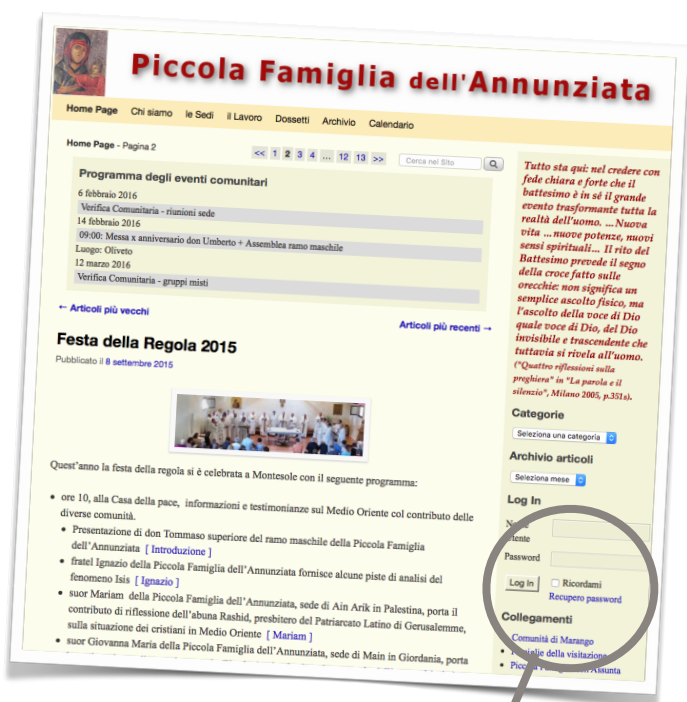 Piccola Famiglia dell'Annunziata
Home Page Chi siamo le Sedi il Lavoro Dossetti Archivio Calendario
Home Page - Pagina 2
<< 1 2 3 4 ... 12 13 >>
Cerca nel Sito
Programma degli eventi comunitari
6 febbraio 2016
Verifica Comunitaria - riunioni sede
14 febbraio 2016
09:00: Messa x anniversario don Umberto + Assemblea ramo maschile
Luogo: Oliveto
12 marzo 2016
Verifica Comunitaria - gruppi misti
← Articoli più vecchi
Articoli più recenti →
Festa della Regola 2015
Pubblicato il 8 settembre 2015
Quest'anno la festa della regola si è celebrata a Montesole con il seguente programma:
• ore 10, alla Casa della pace, informazioni e testimonianze sul Medio Oriente col contributo delle
diverse comunità.
• Presentazione di don Tommaso superiore del ramo maschile della Piccola Famiglia
dell'Annunziata [ Introduzione ]
• fratel Ignazio della Piccola Famiglia dell'Annunziata fornisce alcune piste di analisi del
fenomeno Isis [ Ignazio ]
• suor Mariam della Piccola Famiglia dell'Annunziata, sede di Ain Arik in Palestina, porta il
contributo di riflessione dell'abuna Rashid, presbitero del Patriarcato Latino di Gerusalemme,
sulla situazione dei cristiani in Medio Oriente [ Mariam ]
• suor Giovanna Maria della Piccola Famiglia dell'Annunziata, sede di Main in Giordania, porta
Tutto sta qui: nel credere con
fede chiara e forte che il
battesimo è in sé il grande
evento trasformante tutta la
realtà dell'uomo. ...Nuova
vita ...nuove potenze, nuovi
sensi spirituali... Il rito del
Battesimo prevede il segno
della croce fatto sulle
orecchie: non significa un
semplice ascolto fisico, ma
l'ascolto della voce di Dio
quale voce di Dio, del Dio
invisibile e trascendente che
tuttavia si rivela all'uomo.
("Quattro riflessioni sulla
preghiera" in "La parola e il
silenzio", Milano 2005, p.351s).
Categorie
Seleziona una categoria
Archivio articoli
Seleziona mese
Log In
Password
Log In
Ricordami
Recupero password
Collegamenti
Comunità di Marango
• Famiglie della visitazione
• Assunta